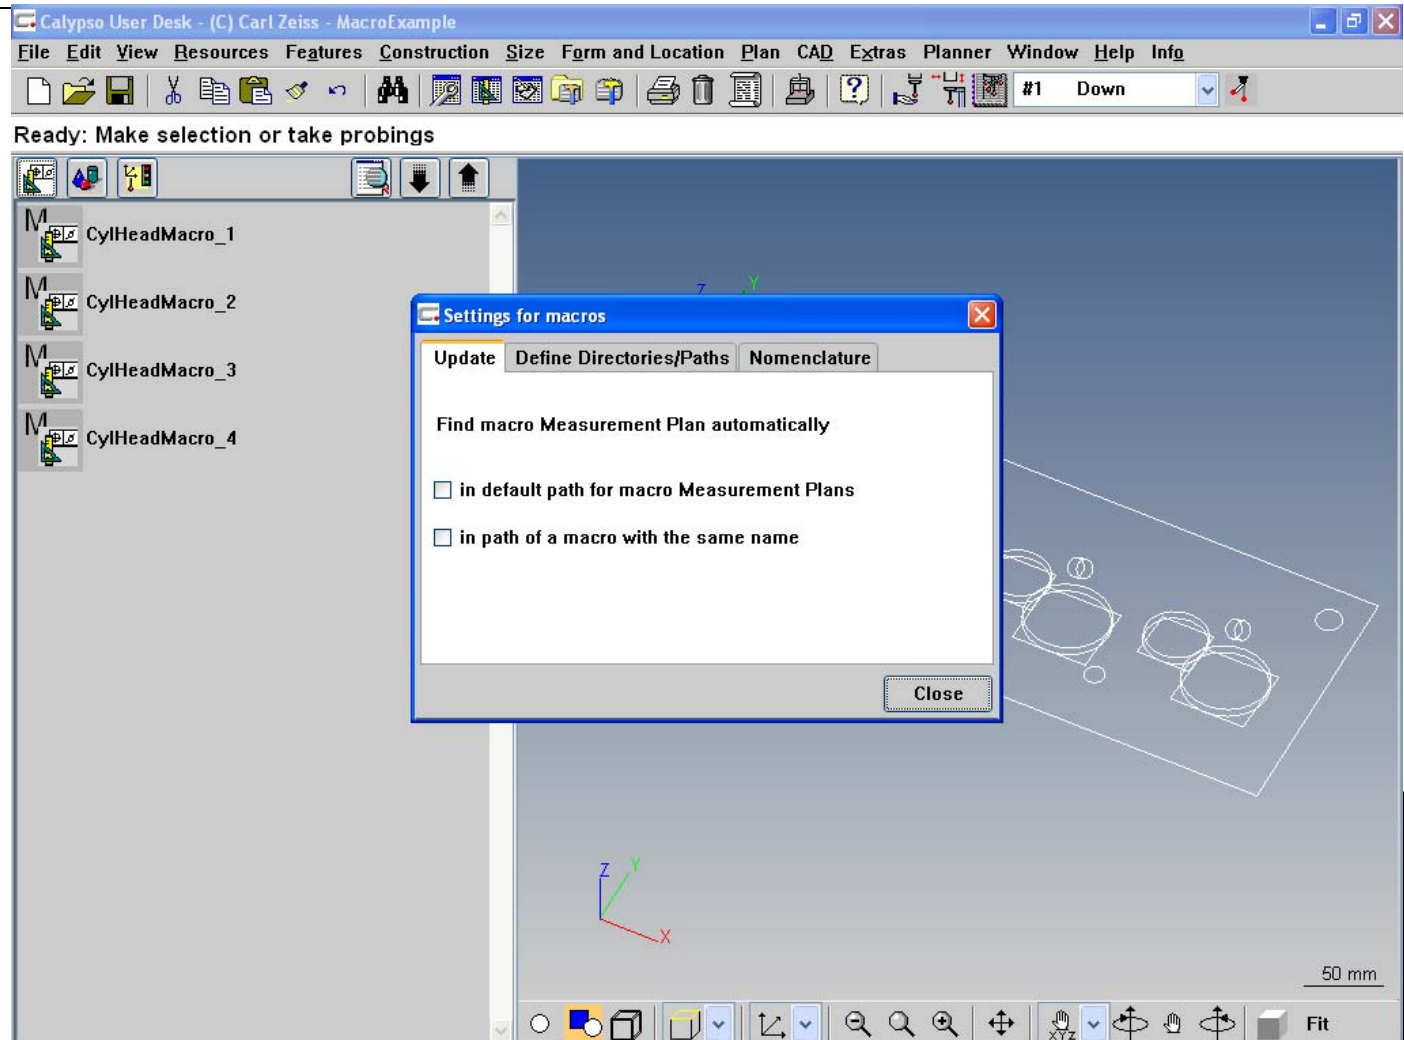 Calypso User Desk - (C) Carl Zeiss - MacroExample
File Edit View Resources Features Construction Size Form and Location Plan CAD Extras Planner Window Help Info
#1 Down
Ready: Make selection or take probings
R
M
CylHeadMacro_1
M
CylHeadMacro_2
M
CylHeadMacro_3
M
CylHeadMacro_4
Z Y
Settings for macros
Update Define Directories/Paths Nomenclature
Find macro Measurement Plan automatically
in default path for macro Measurement Plans
in path of a macro with the same name
Close
Z Y
X
50 mm
XYZ
Fit